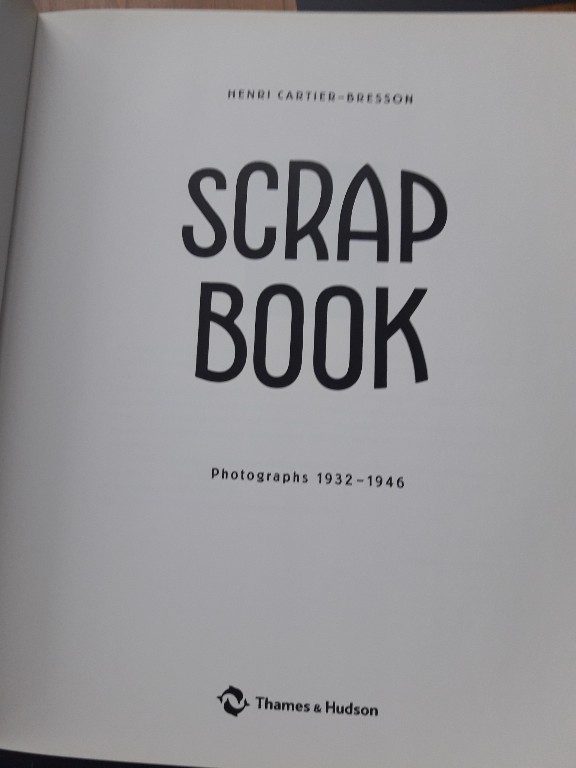 HENRI CARTIER-BRESSON
SCRAP
BOOK
Photographs 1932–1946
Thames & Hudson